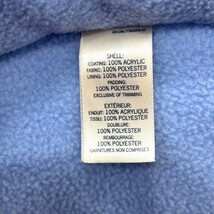 SHELL:
COATING: 100% ACRYLIC
FABRIC: 100% POLYESTER
LINING: 100% POLYESTER
PADDING:
100% POLYESTER
EXCLUSIVE OF TRIMMING
EXTÉRIEUR:
ENDUIT: 100% ACRYLIQUE
TISSU: 100% POLYESTER
DOUBLURE:
100% POLYESTER
REMBOURRAGE:
100% POLYESTER
GARNITURES NON COMPRISES